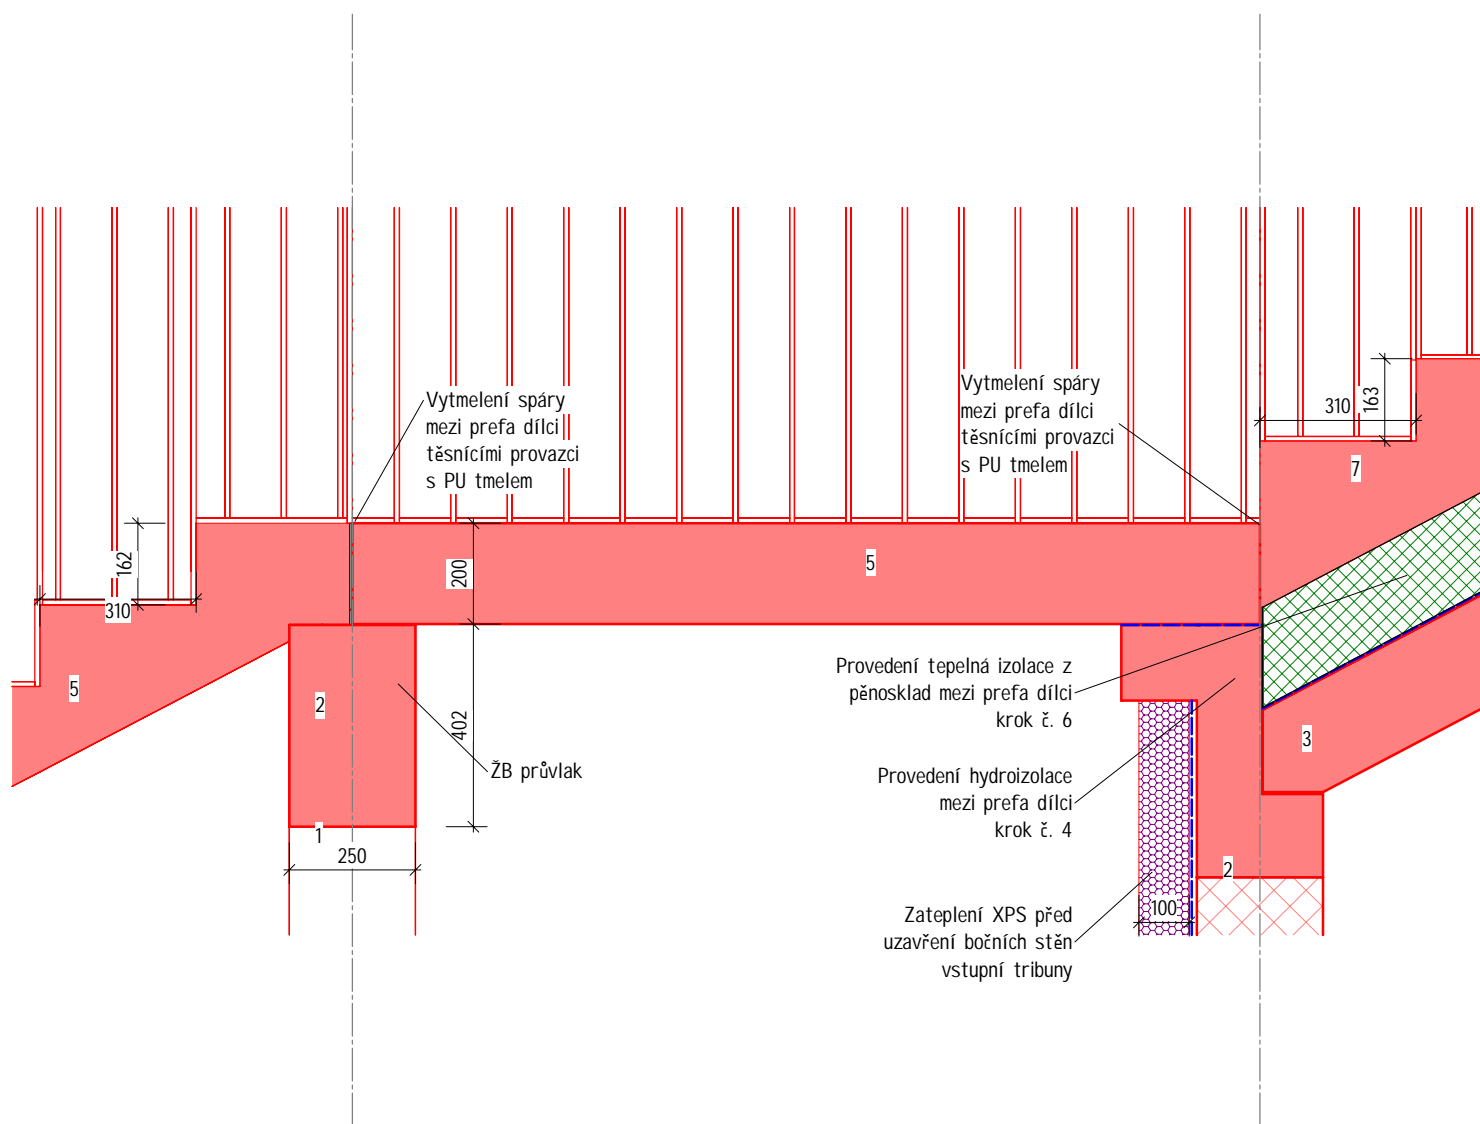 Vytmelení spáry
mezi prefa dílci
těsnícími provazci
s PU tmelem
Vytmelení spáry
mezi prefa dílci
těsnícími provazci
s PU tmelem
310
163
7
162
310
200
5
5
2
402
ŽB průvlak
1
250
Provedení tepelná izolace z
pěnosklad mezi prefa dílci
krok č. 6
3
Provedení hydroizolace
mezi prefa dílci
krok č. 4
2
100
Zateplení XPS před
uzavření bočních stěn
vstupní tribuny